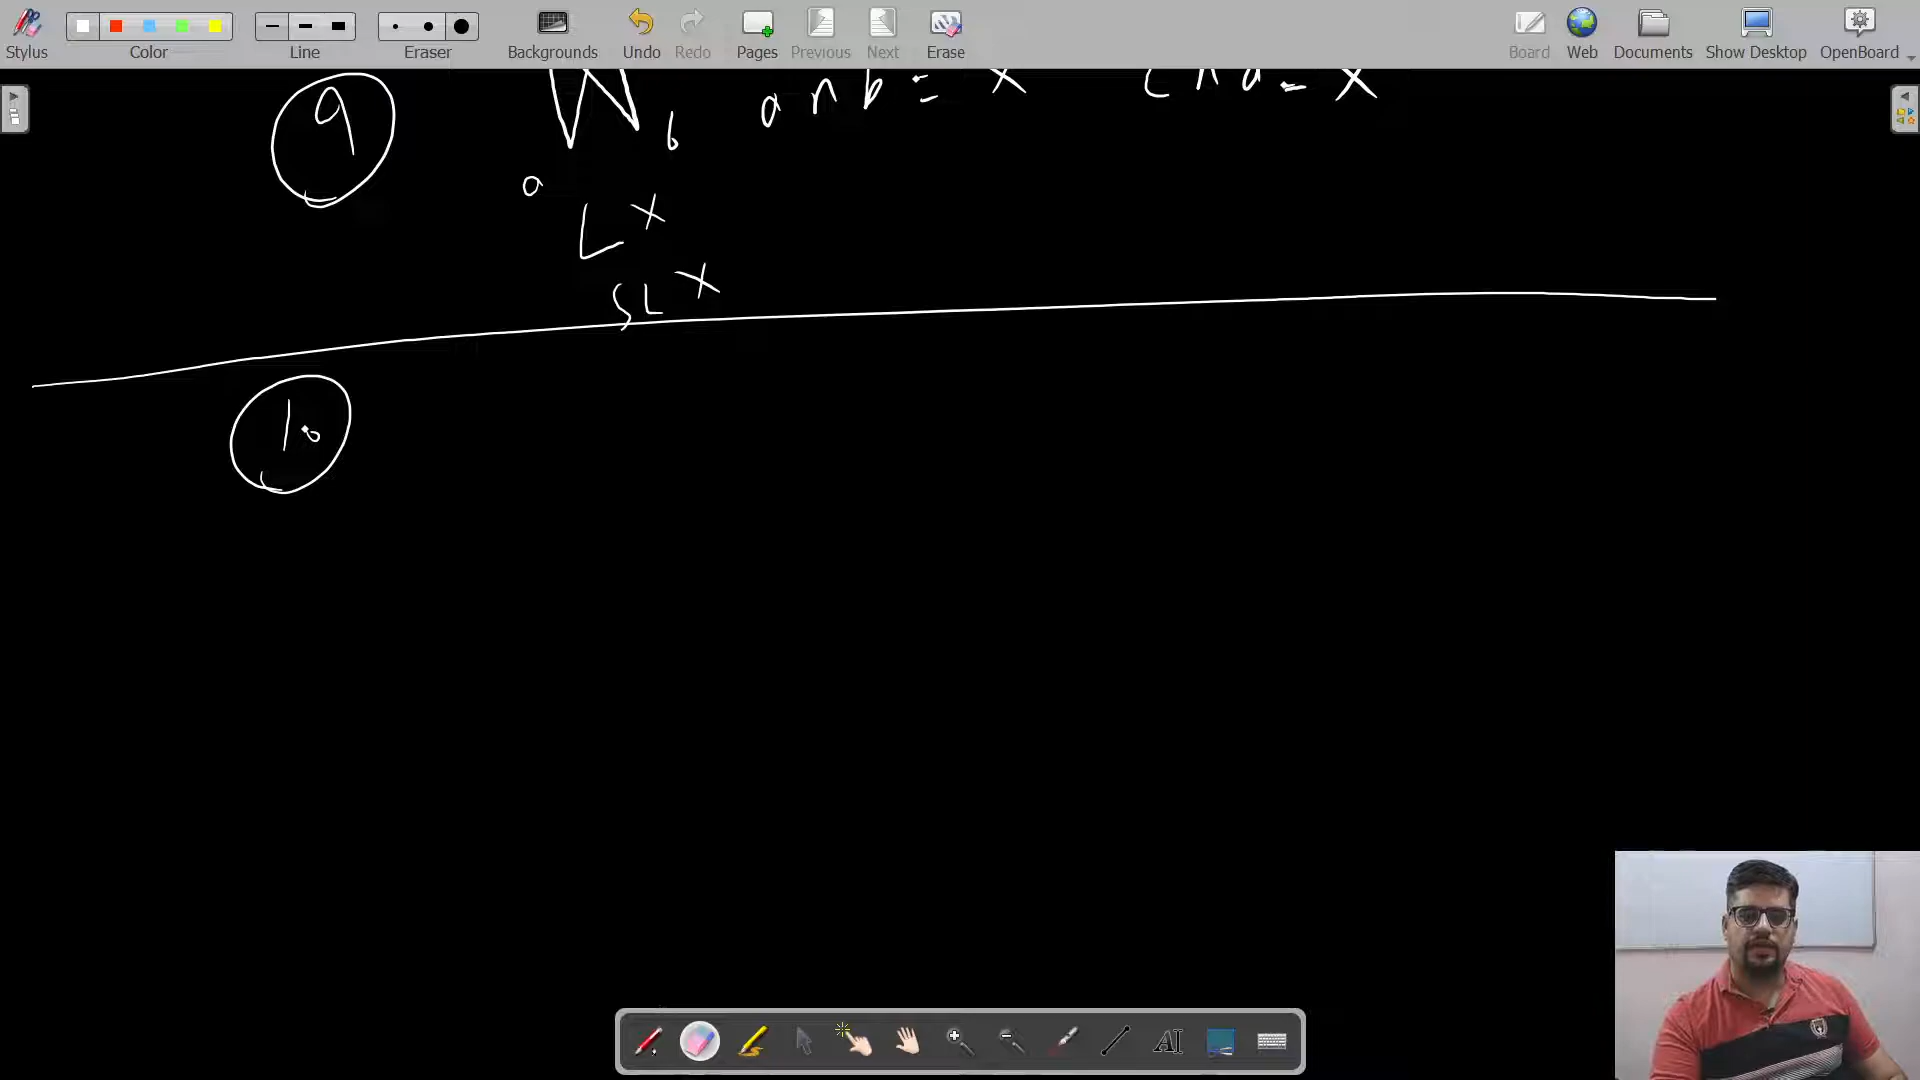 Stylus Color Line Eraser Backgrounds Undo Redo Pages Previous Next Erase Board Web Documents Show Desktop OpenBoard
9 b a n b = X c n d = X
a
L X
SL X
10
AI